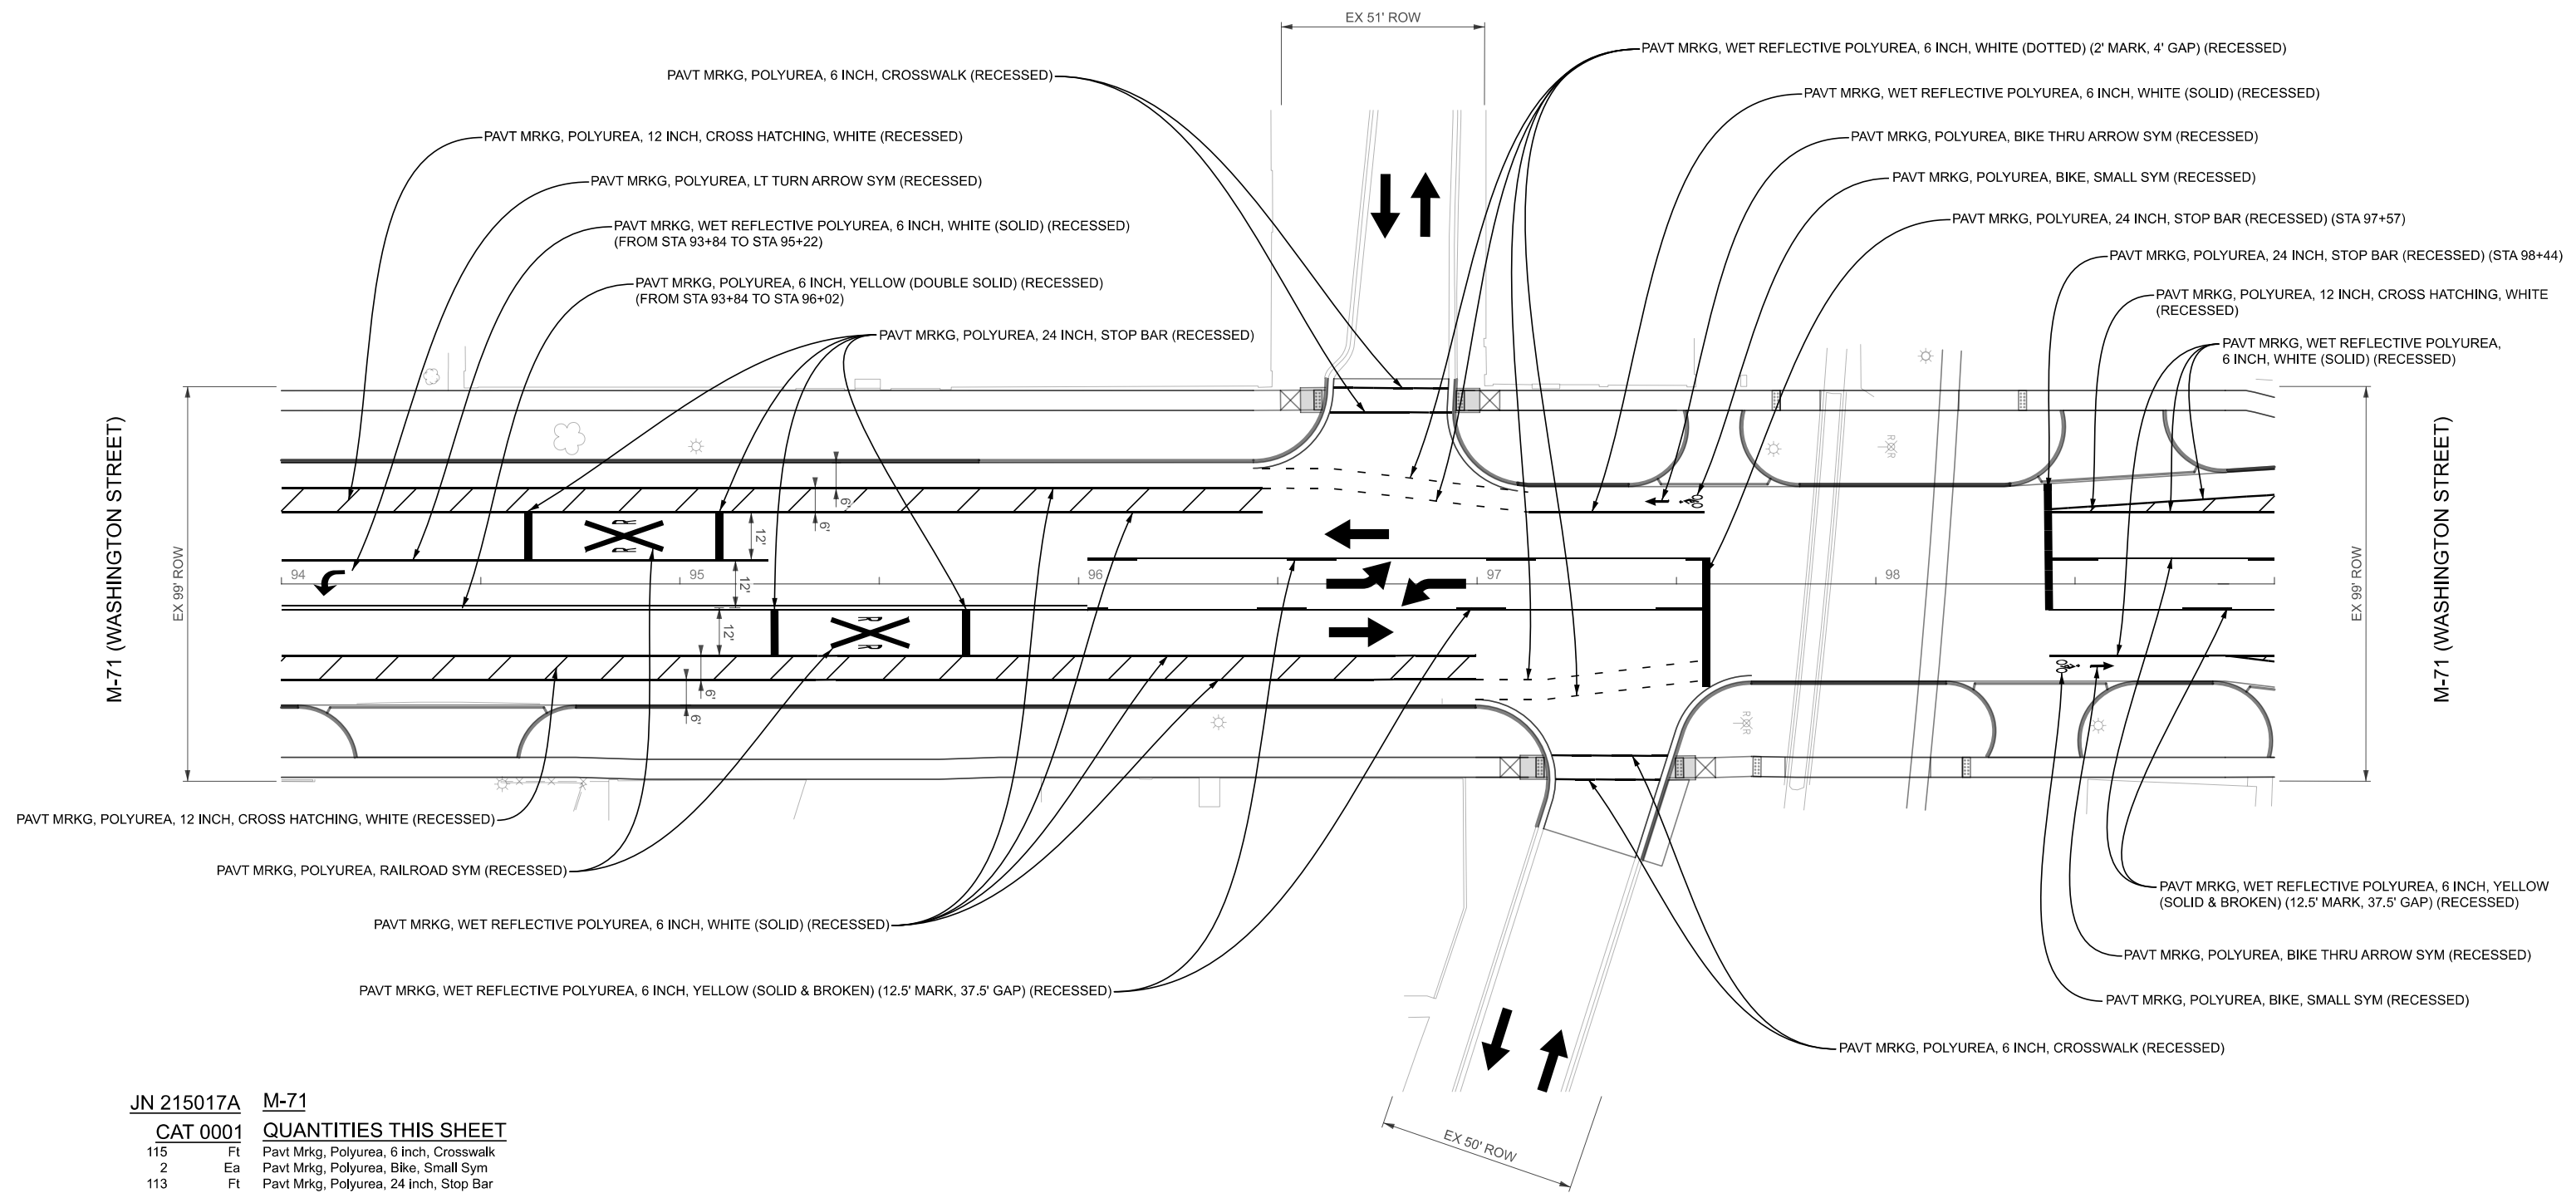 EX 51' ROW
PAVT MRKG, WET REFLECTIVE POLYUREA, 6 INCH, WHITE (DOTTED) (2' MARK, 4' GAP) (RECESSED)
PAVT MRKG, POLYUREA, 6 INCH, CROSSWALK (RECESSED)
PAVT MRKG, WET REFLECTIVE POLYUREA, 6 INCH, WHITE (SOLID) (RECESSED)
PAVT MRKG, POLYUREA, 12 INCH, CROSS HATCHING, WHITE (RECESSED)
PAVT MRKG, POLYUREA, BIKE THRU ARROW SYM (RECESSED)
PAVT MRKG, POLYUREA, LT TURN ARROW SYM (RECESSED)
PAVT MRKG, POLYUREA, BIKE, SMALL SYM (RECESSED)
PAVT MRKG, WET REFLECTIVE POLYUREA, 6 INCH, WHITE (SOLID) (RECESSED)
(FROM STA 93+84 TO STA 95+22)
PAVT MRKG, POLYUREA, 24 INCH, STOP BAR (RECESSED) (STA 97+57)
PAVT MRKG, POLYUREA, 24 INCH, STOP BAR (RECESSED) (STA 98+44)
PAVT MRKG, POLYUREA, 6 INCH, YELLOW (DOUBLE SOLID) (RECESSED)
(FROM STA 93+84 TO STA 96+02)
PAVT MRKG, POLYUREA, 12 INCH, CROSS HATCHING, WHITE
(RECESSED)
PAVT MRKG, POLYUREA, 24 INCH, STOP BAR (RECESSED)
PAVT MRKG, WET REFLECTIVE POLYUREA,
6 INCH, WHITE (SOLID) (RECESSED)
M-71 (WASHINGTON STREET)
EX 99' ROW
R
R
6'
6'
12'
12'
12'
94
95
96
97
98
R
R
6'
6'
R R
R R
EX 99' ROW
M-71 (WASHINGTON STREET)
PAVT MRKG, POLYUREA, 12 INCH, CROSS HATCHING, WHITE (RECESSED)
PAVT MRKG, POLYUREA, RAILROAD SYM (RECESSED)
PAVT MRKG, WET REFLECTIVE POLYUREA, 6 INCH, YELLOW
(SOLID & BROKEN) (12.5' MARK, 37.5' GAP) (RECESSED)
PAVT MRKG, WET REFLECTIVE POLYUREA, 6 INCH, WHITE (SOLID) (RECESSED)
PAVT MRKG, POLYUREA, BIKE THRU ARROW SYM (RECESSED)
PAVT MRKG, WET REFLECTIVE POLYUREA, 6 INCH, YELLOW (SOLID & BROKEN) (12.5' MARK, 37.5' GAP) (RECESSED)
PAVT MRKG, POLYUREA, BIKE, SMALL SYM (RECESSED)
PAVT MRKG, POLYUREA, 6 INCH, CROSSWALK (RECESSED)
EX 50' ROW
JN 215017A M-71
CAT 0001 QUANTITIES THIS SHEET
115 Ft Pavt Mrkg, Polyurea, 6 inch, Crosswalk
2 Ea Pavt Mrkg, Polyurea, Bike, Small Sym
113 Ft Pavt Mrkg, Polyurea, 24 inch, Stop Bar